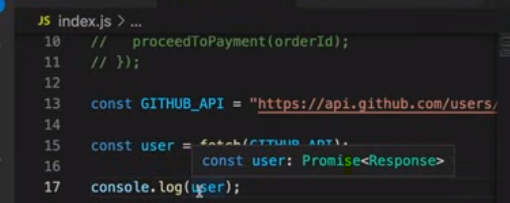 JS index.js > ...
10 // proceedToPayment(orderId);
11 // });
12
13 const GITHUB_API = "https://api.github.com/users/
14
15 const user = fetch(GITHUB_API);
16
const user: Promise<Response>
17 console.log(user);